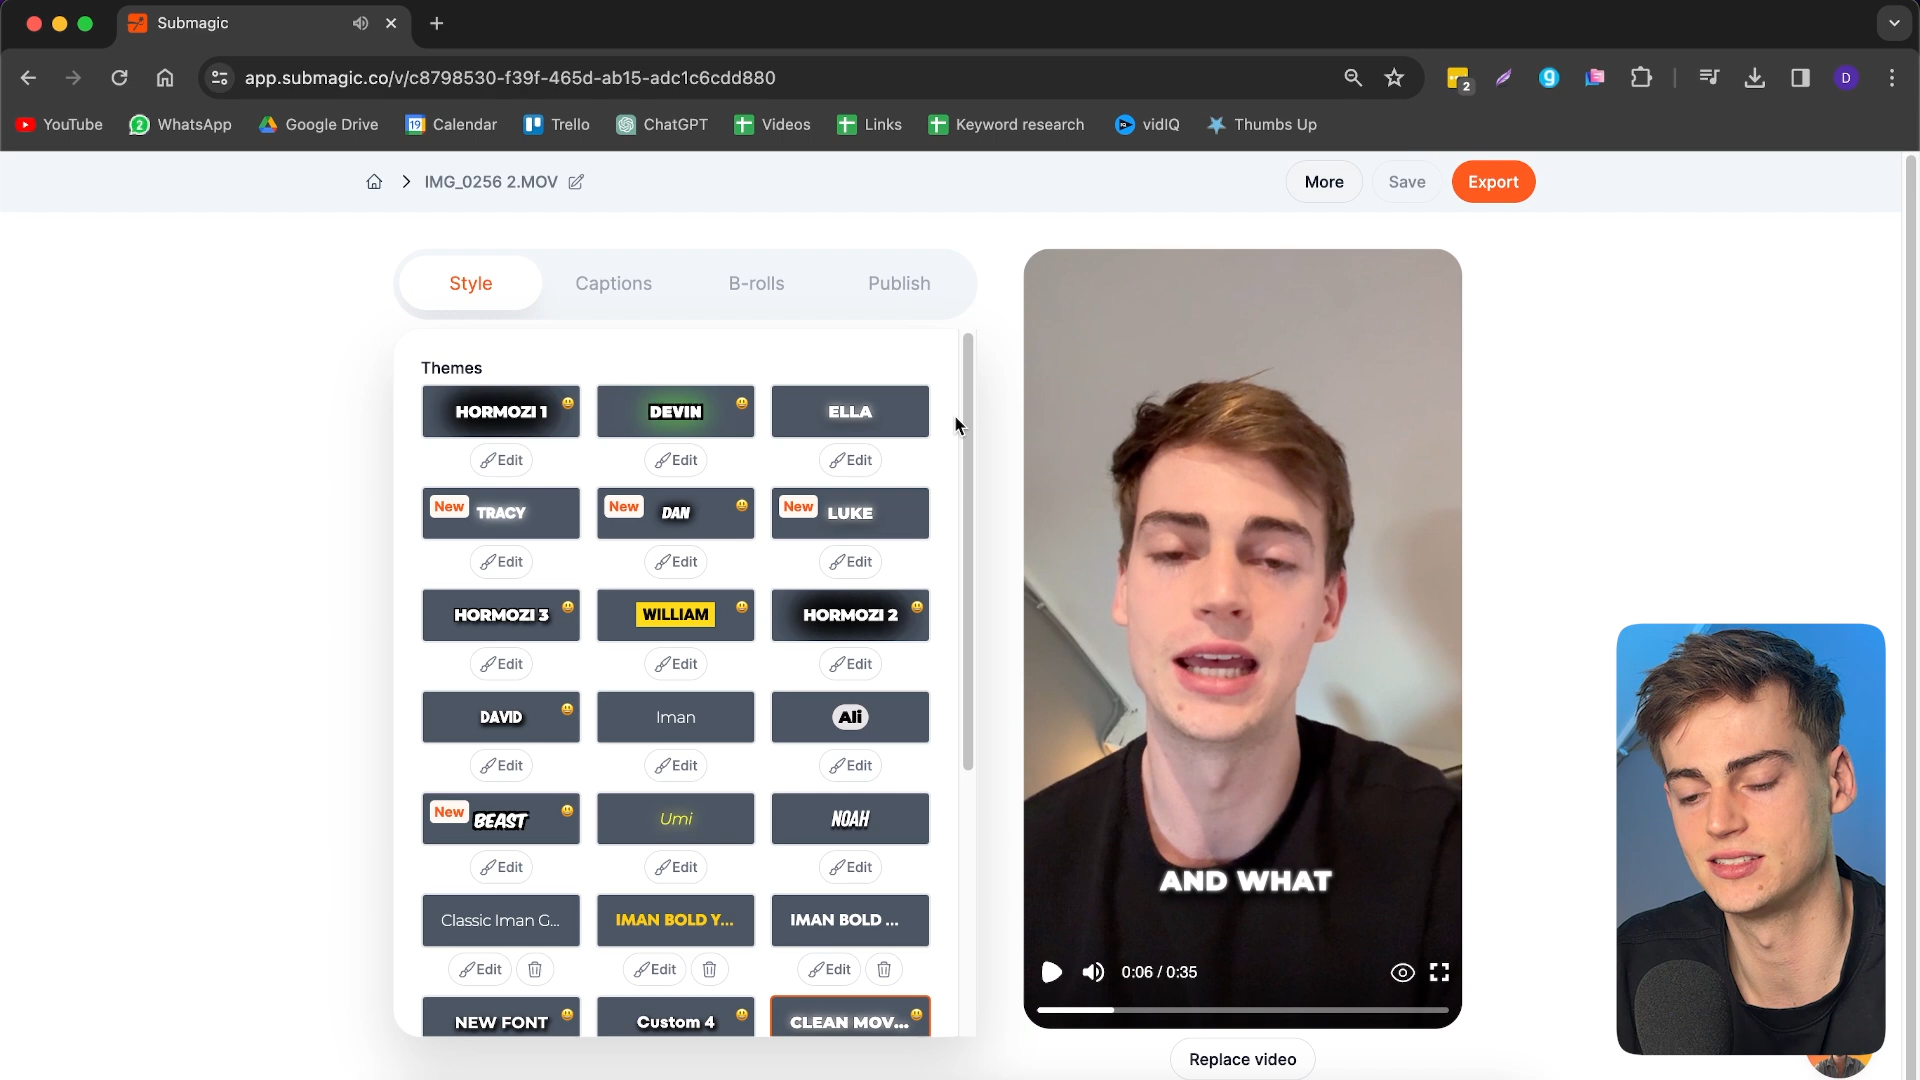 Submagic
app.submagic.co/v/c8798530-f39f-465d-ab15-adc1c6cdd880
2
D
YouTube
2
WhatsApp
Google Drive
19
Calendar
Trello
ChatGPT
Videos
Links
Keyword research
vidIQ
Thumbs Up
IMG_0256 2.MOV
More
Save
Export
Style
Captions
B-rolls
Publish
Themes
HORMOZI 1
DEVIN
ELLA
Edit
Edit
Edit
New
TRACY
New
DAN
New
LUKE
Edit
Edit
Edit
HORMOZI 3
WILLIAM
HORMOZI 2
Edit
Edit
Edit
DAVID
Iman
Ali
Edit
Edit
Edit
New
BEAST
Umi
NOAH
Edit
Edit
Edit
Classic Iman G...
IMAN BOLD Y...
IMAN BOLD ...
Edit
Edit
Edit
NEW FONT
Custom 4
CLEAN MOV...
AND WHAT
0:06 / 0:35
Replace video